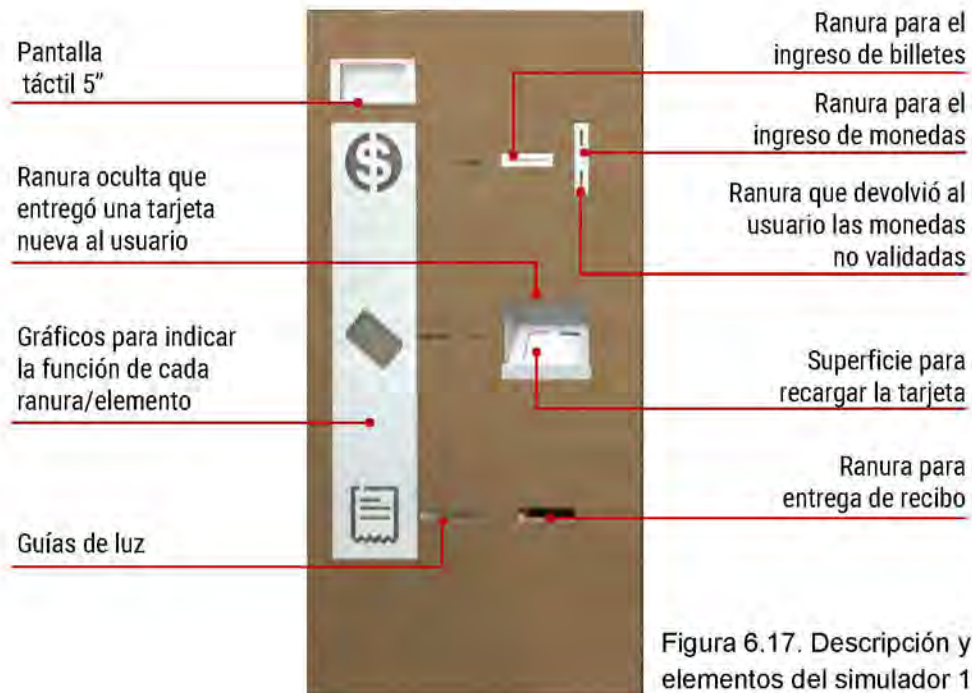 Pantalla
táctil 5”
Ranura oculta que
entregó una tarjeta
nueva al usuario
Gráficos para indicar
la función de cada
ranura/elemento
Guías de luz
Ranura para el
ingreso de billetes
Ranura para el
ingreso de monedas
Ranura que devolvió al
usuario las monedas
no validadas
Superficie para
recargar la tarjeta
Ranura para
entrega de recibo
$
Figura 6.17. Descripción y
elementos del simulador 1